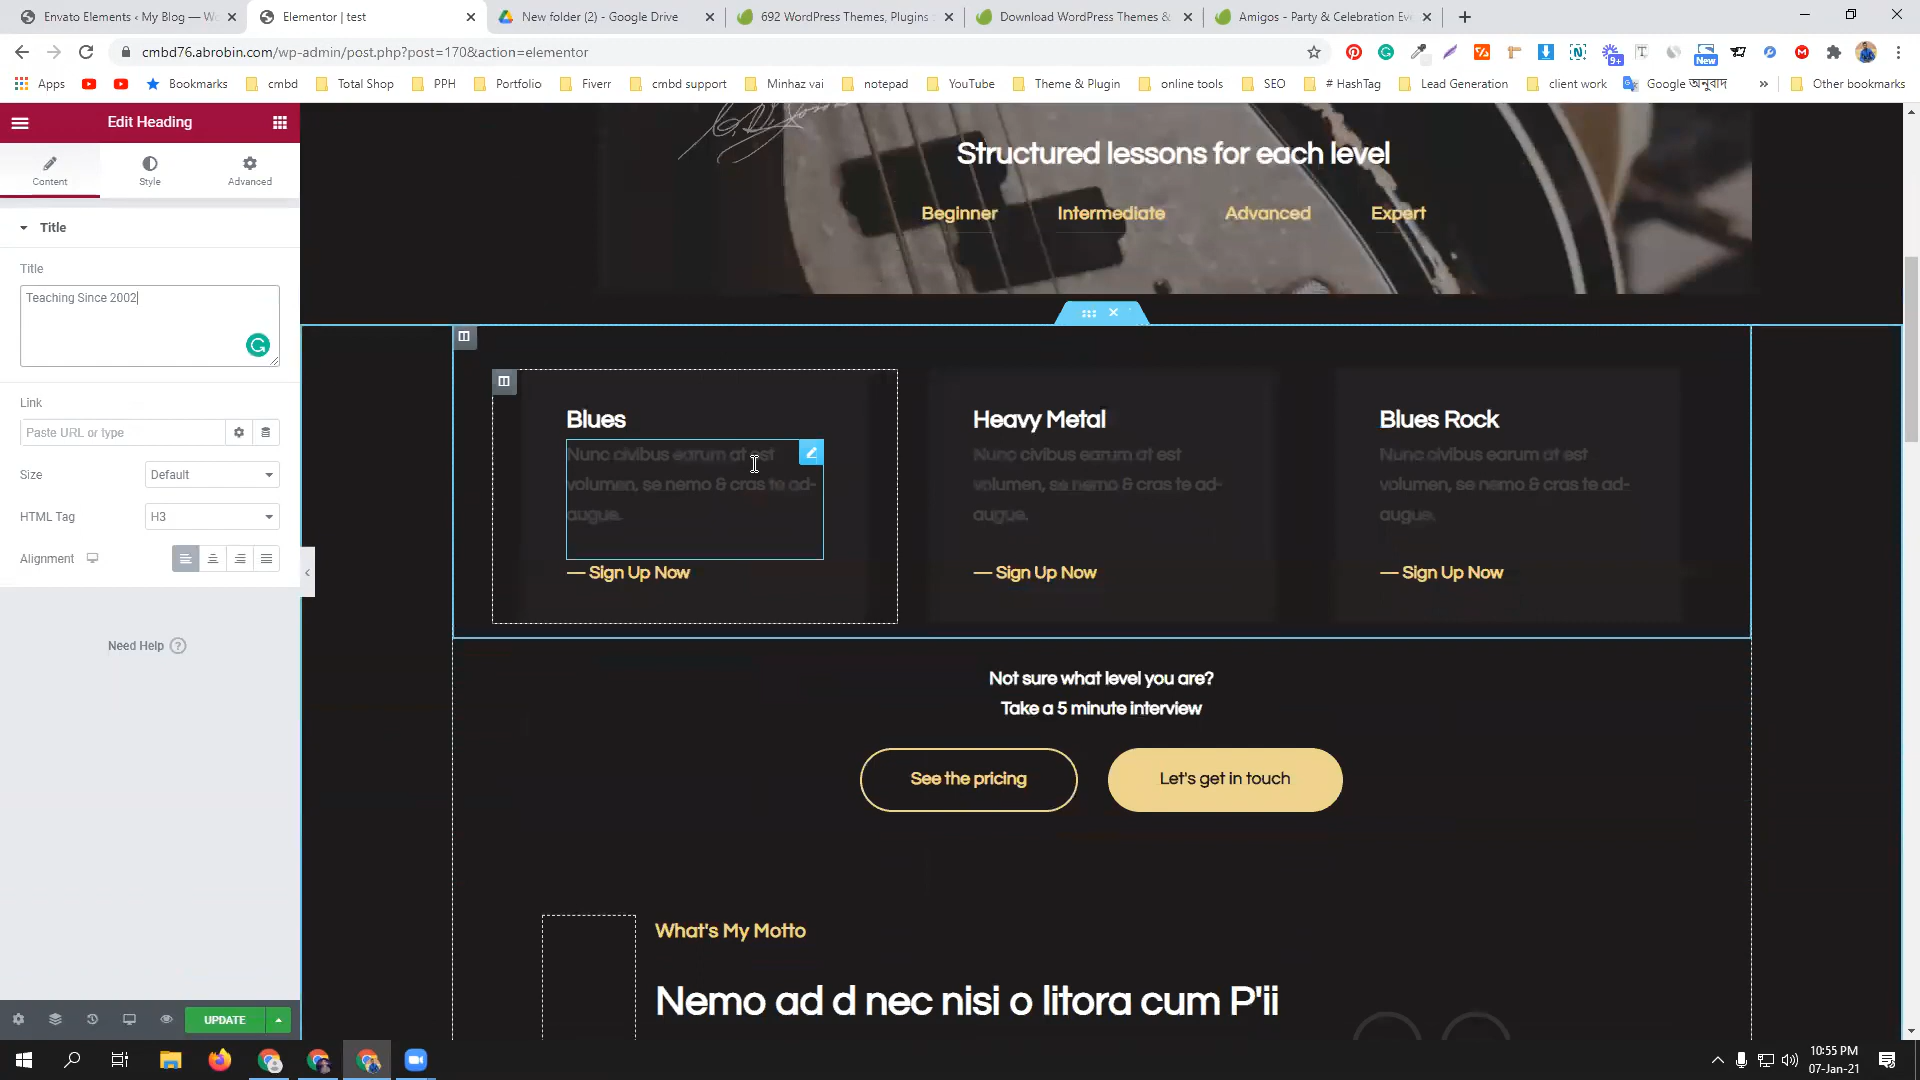 Envato Elements ‹ My Blog — Wo
Elementor | test
New folder (2) - Google Drive
692 WordPress Themes, Plugins
Download WordPress Themes &
Amigos - Party & Celebration Eve
cmbd76.abrobin.com/wp-admin/post.php?post=170&action=elementor
9+
New
Apps
Bookmarks
cmbd
Total Shop
PPH
Portfolio
Fiverr
cmbd support
Minhaz vai
notepad
YouTube
Theme & Plugin
online tools
SEO
# HashTag
Lead Generation
client work
Google অনুবাদ
»
Other bookmarks
Edit Heading
Content
Style
Advanced
Title
Title
Teaching Since 2002
Link
Paste URL or type
Size
Default
HTML Tag
H3
Alignment
Need Help ?
UPDATE
Structured lessons for each level
Beginner
Intermediate
Advanced
Expert
Blues
Nunc civibus earum at est
volumen, se nemo & cras te ad-
augue.
— Sign Up Now
Heavy Metal
Nunc civibus earum at est
volumen, se nemo & cras te ad-
augue.
— Sign Up Now
Blues Rock
Nunc civibus earum at est
volumen, se nemo & cras te ad-
augue.
— Sign Up Now
Not sure what level you are?
Take a 5 minute interview
See the pricing
Let's get in touch
What's My Motto
Nemo ad d nec nisi o litora cum P'ii
10:55 PM
07-Jan-21